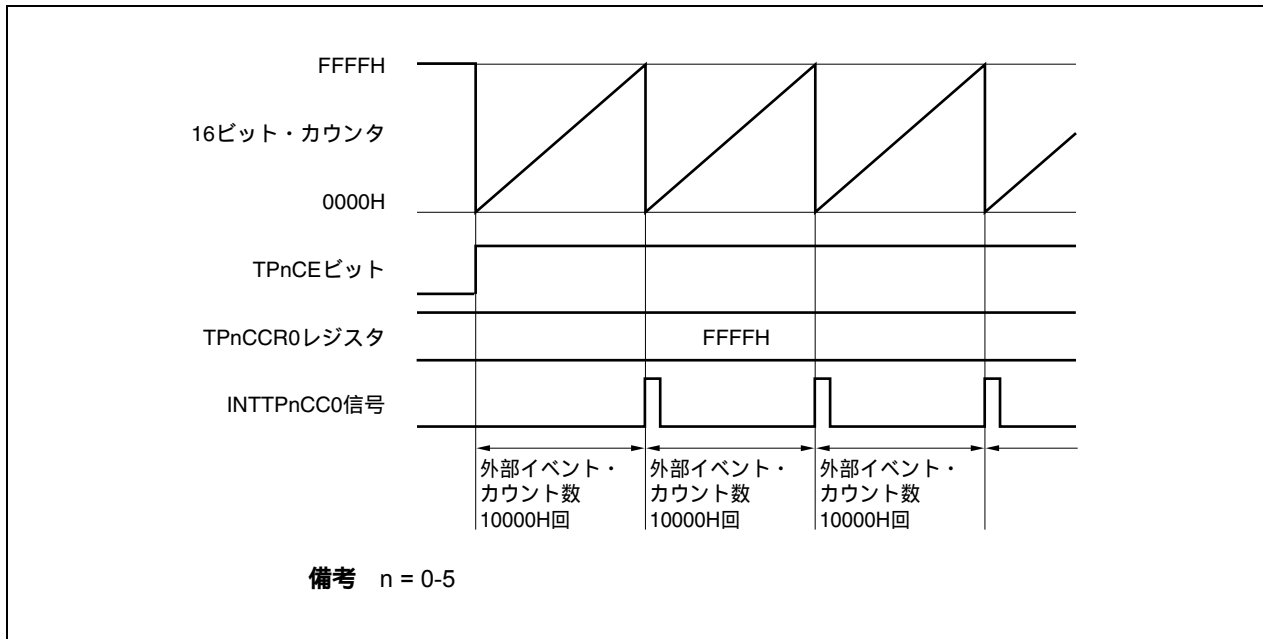 FFFFH
16ビット・カウンタ
0000H
TPnCEビット
TPnCCR0レジスタ
FFFFH
INTTPnCC0信号
外部イベント・
カウント数
10000H回
外部イベント・
カウント数
10000H回
外部イベント・
カウント数
10000H回
備考 n = 0-5